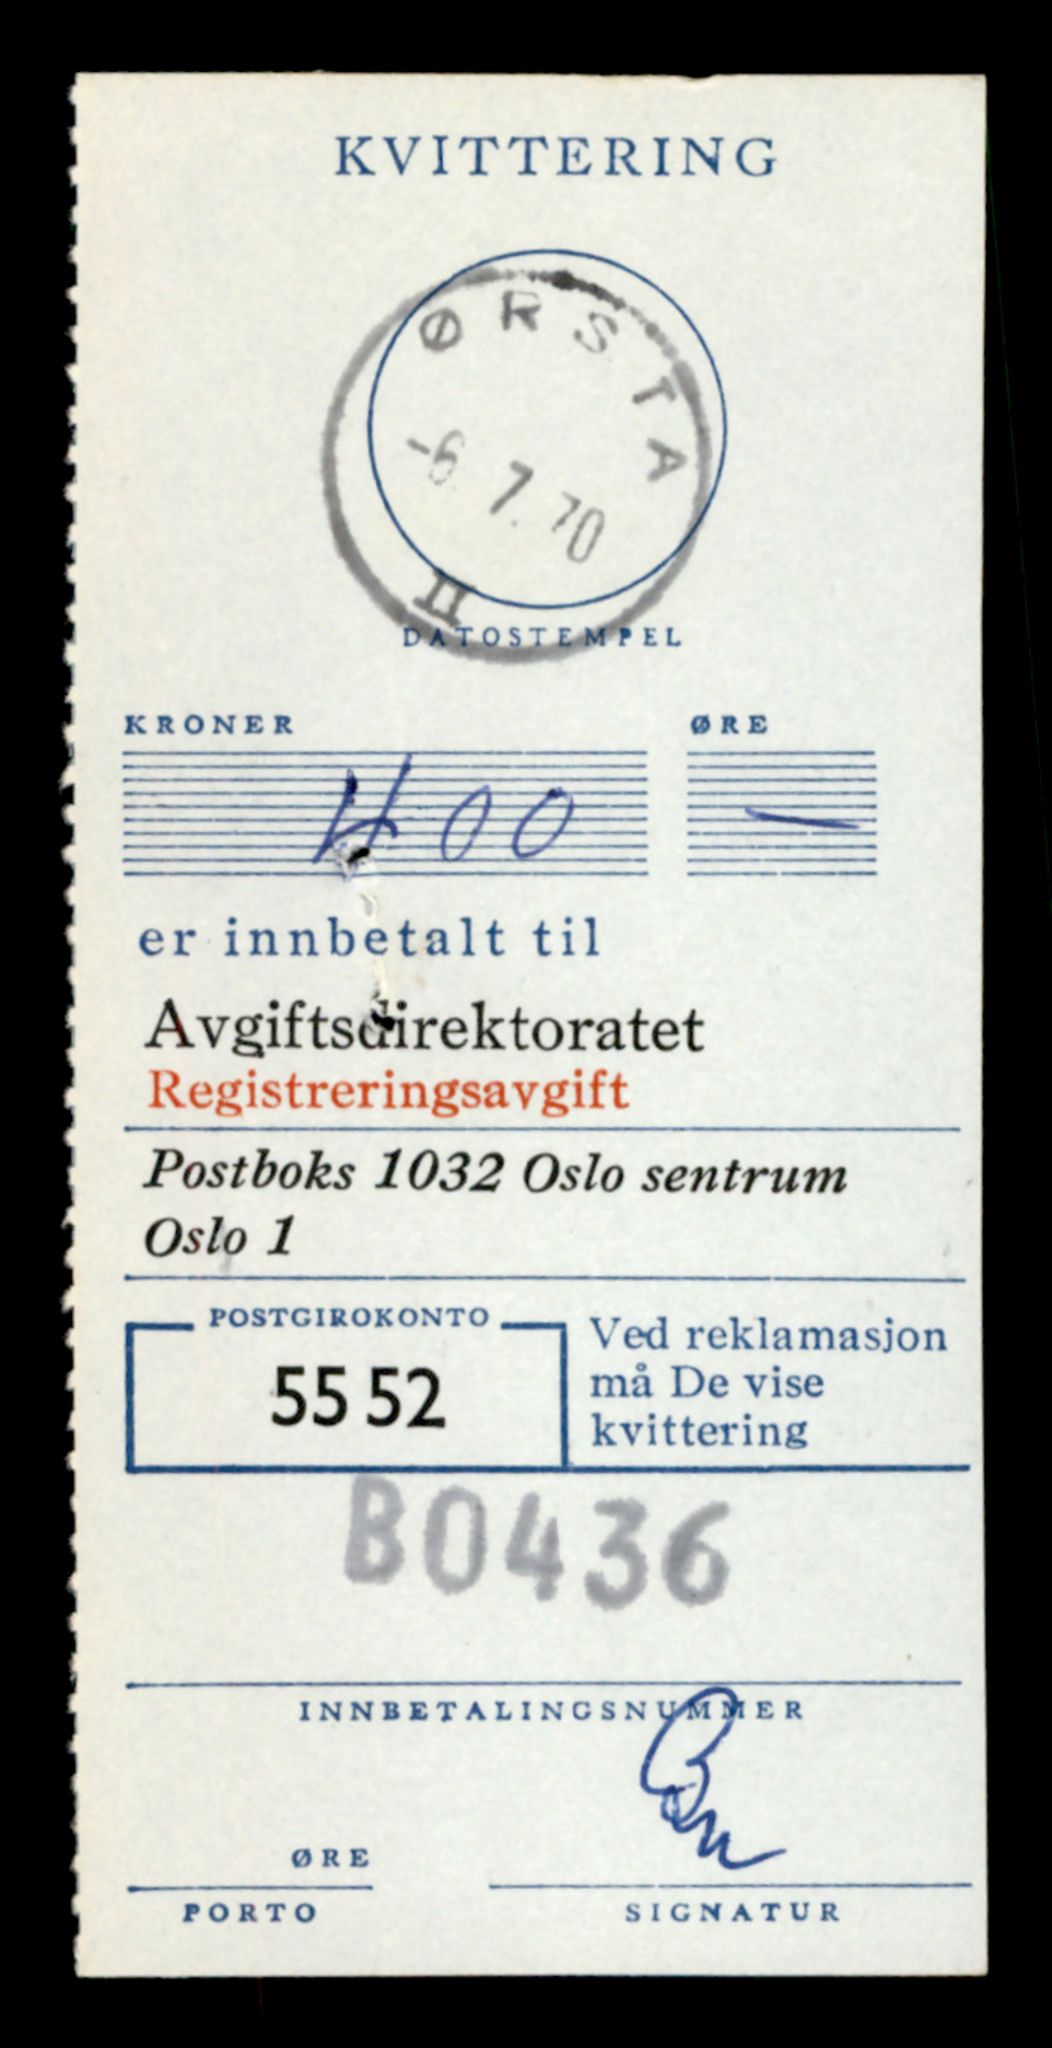 KVITTERING
ØRSTA
-6.7.70
II
DATOSTEMPEL
KRONER ØRE
400 —
er innbetalt til
Avgiftsdirektoratet
Registreringsavgift
Postboks 1032 Oslo sentrum
Oslo 1
POSTGIROKONTO
55 52
Ved reklamasjon
må De vise
kvittering
B0436
INNBETALINGSNUMMER
ØRE
PORTO
SIGNATUR